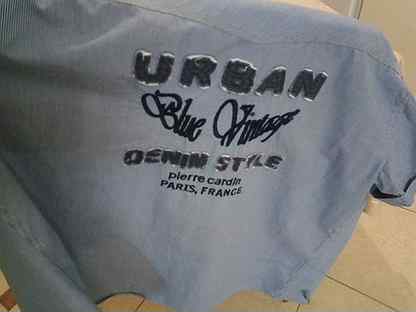 URBAN
Blue Vintage
DENIM STYLE
pierre cardin
PARIS, FRANCE